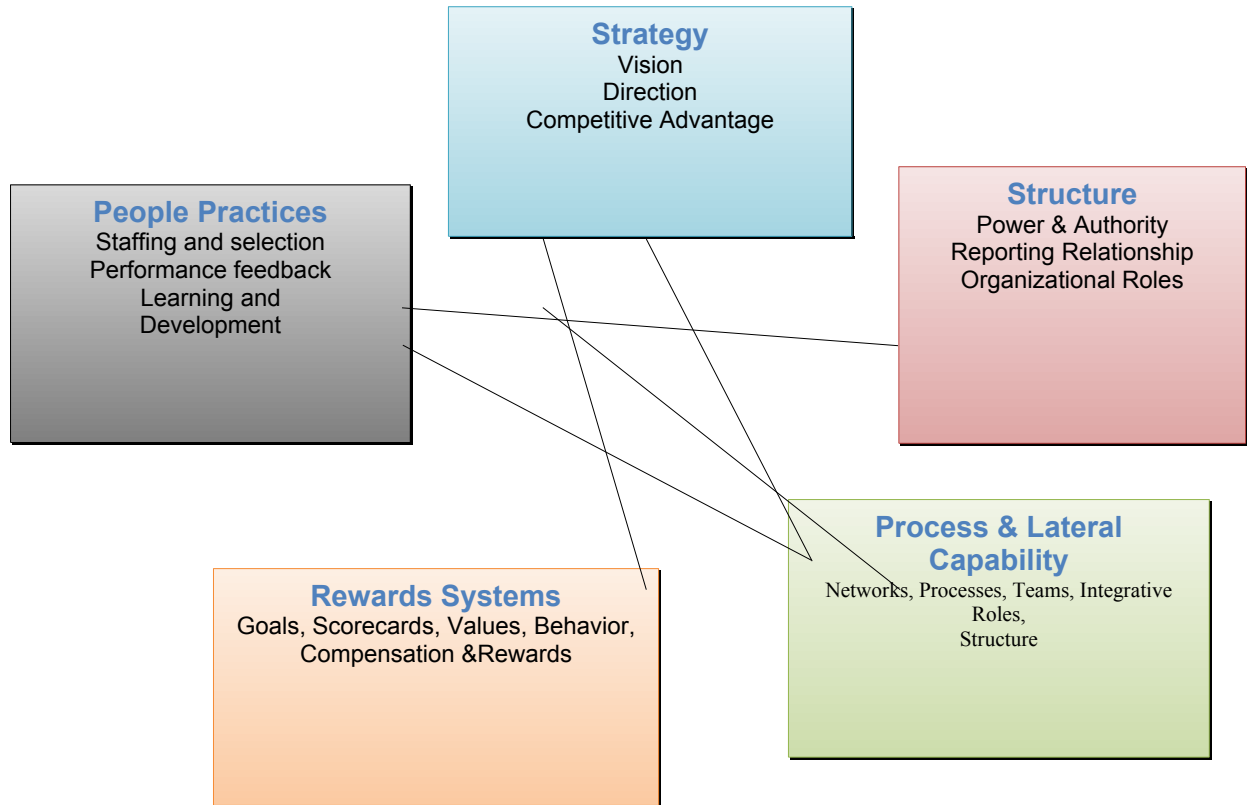 Strategy
Vision
Direction
Competitive Advantage
People Practices
Staffing and selection
Performance feedback
Learning and
Development
Structure
Power & Authority
Reporting Relationship
Organizational Roles
Process & Lateral
Capability
Networks, Processes, Teams, Integrative
Roles,
Structure
Rewards Systems
Goals, Scorecards, Values, Behavior,
Compensation &Rewards